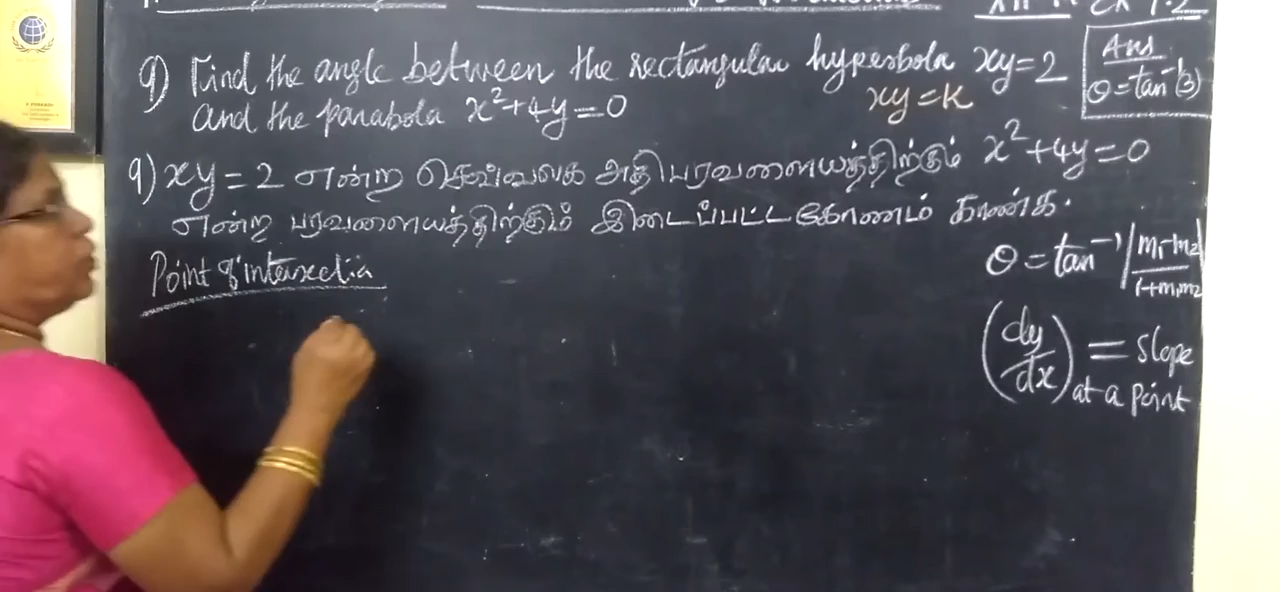 9) Find the angle between the rectangular hyperbola xy=2
and the parabola x²+4y=0
xy=k
Ans
θ=tan⁻¹(3)
9) xy=2 என்ற செவ்வலக அதிபரவளையத்திற்கும் x²+4y=0
என்ற பரவளையத்திற்கும் இடைப்பட்ட கோணம் காண்க.
Point of intersection
θ=tan⁻¹|m₁-m₂/1+m₁m₂
(dy/dx) = slope
at a point